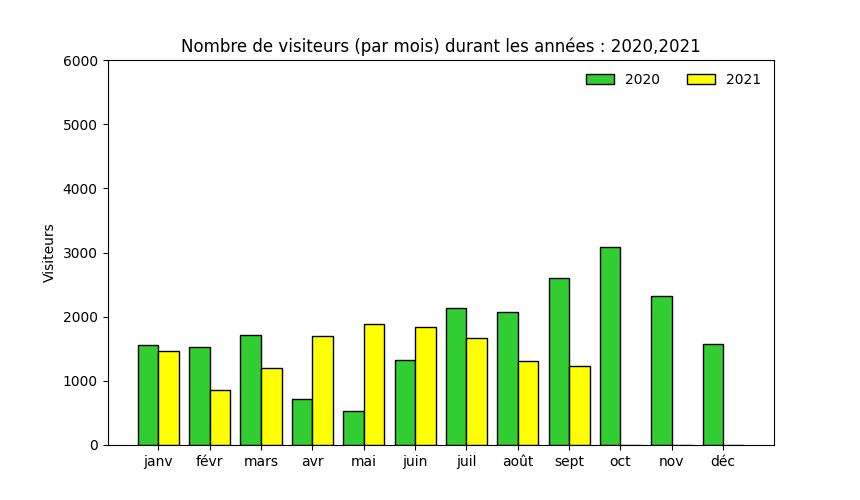 Nombre de visiteurs (par mois) durant les années : 2020,2021
2020 2021
6000
5000
4000
3000
2000
1000
0
Visiteurs
janv févr mars avr mai juin juil août sept oct nov déc